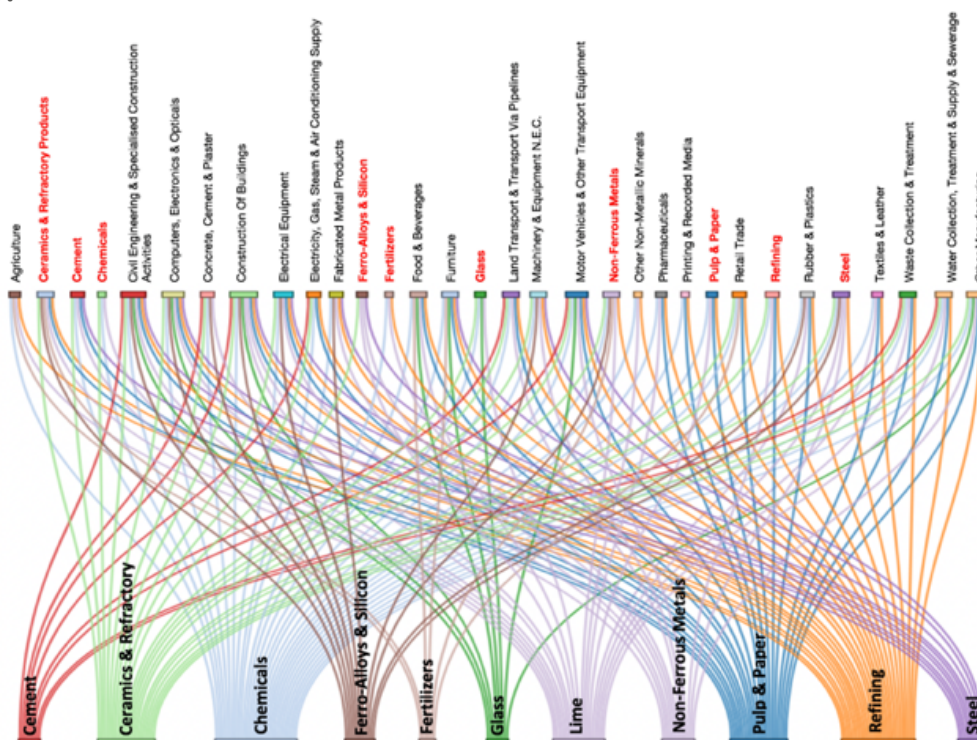 Agriculture
Ceramics & Refractory Products
Cement
Chemicals
Civil Engineering & Specialised Construction
Activities
Computers, Electronics & Opticals
Concrete, Cement & Plaster
Construction Of Buildings
Electrical Equipment
Electricity, Gas, Steam & Air Conditioning Supply
Fabricated Metal Products
Ferro-Alloys & Silicon
Fertilizers
Food & Beverages
Furniture
Glass
Land Transport & Transport Via Pipelines
Machinery & Equipment N.E.C.
Motor Vehicles & Other Transport Equipment
Non-Ferrous Metals
Other Non-Metallic Minerals
Pharmaceuticals
Printing & Recorded Media
Pulp & Paper
Retail Trade
Refining
Rubber & Plastics
Steel
Textiles & Leather
Waste Collection & Treatment
Water Collection, Treatment & Supply & Sewerage
Cement
Ceramics & Refractory
Chemicals
Ferro-Alloys & Silicon
Fertilizers
Glass
Lime
Non-Ferrous Metals
Pulp & Paper
Refining
Steel